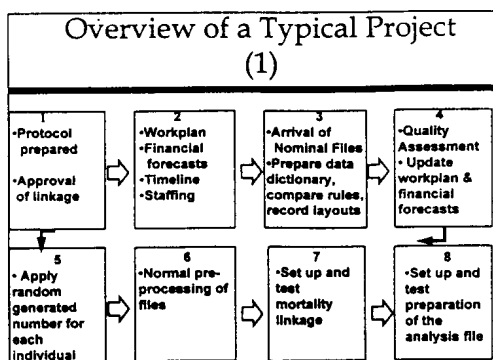 Overview of a Typical Project
(1)
1
•Protocol
prepared
•Approval
of linkage
2
•Workplan
•Financial
forecasts
•Timeline
•Staffing
3
•Arrival of
Nominal Files
•Prepare data
dictionary,
compare rules,
record layouts
4
•Quality
Assessment
• Update
workplan &
financial
forecasts
5
• Apply
random
generated
number for
each
individual
6
•Normal pre-
processing of
files
7
•Set up and
test
mortality
linkage
8
•Set up and
test
preparation
of the
analysis file